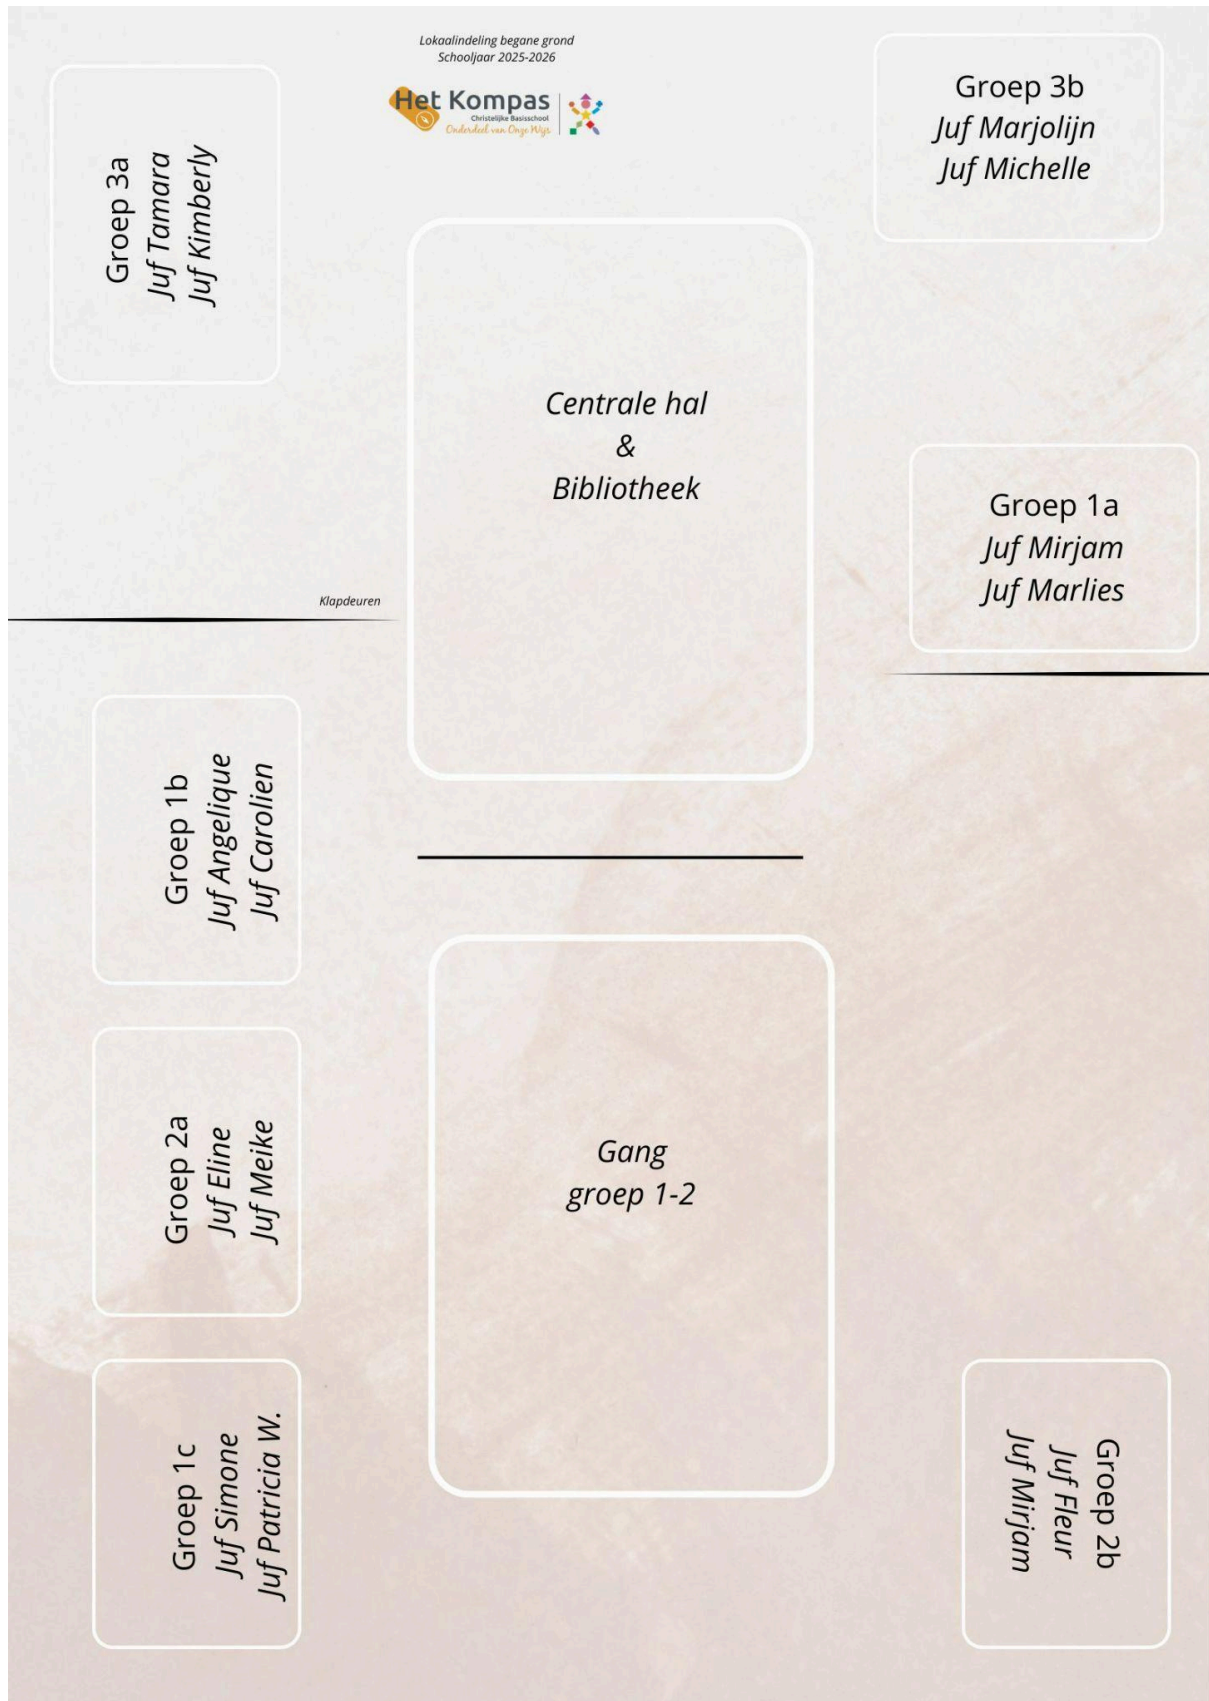 Lokaalindeling begane grond
Schooljaar 2025-2026
Het Kompas
Christelijke Basisschool
Onderdeel van Onze Wijs
Groep 3a
Juf Tamara
Juf Kimberly
Groep 3b
Juf Marjolijn
Juf Michelle
Centrale hal
&
Bibliotheek
Groep 1a
Juf Mirjam
Juf Marlies
Klapdeuren
Groep 1b
Juf Angelique
Juf Carolien
Groep 2a
Juf Eline
Juf Meike
Gang
groep 1-2
Groep 1c
Juf Simone
Juf Patricia W.
Groep 2b
Juf Fleur
Juf Mirjam